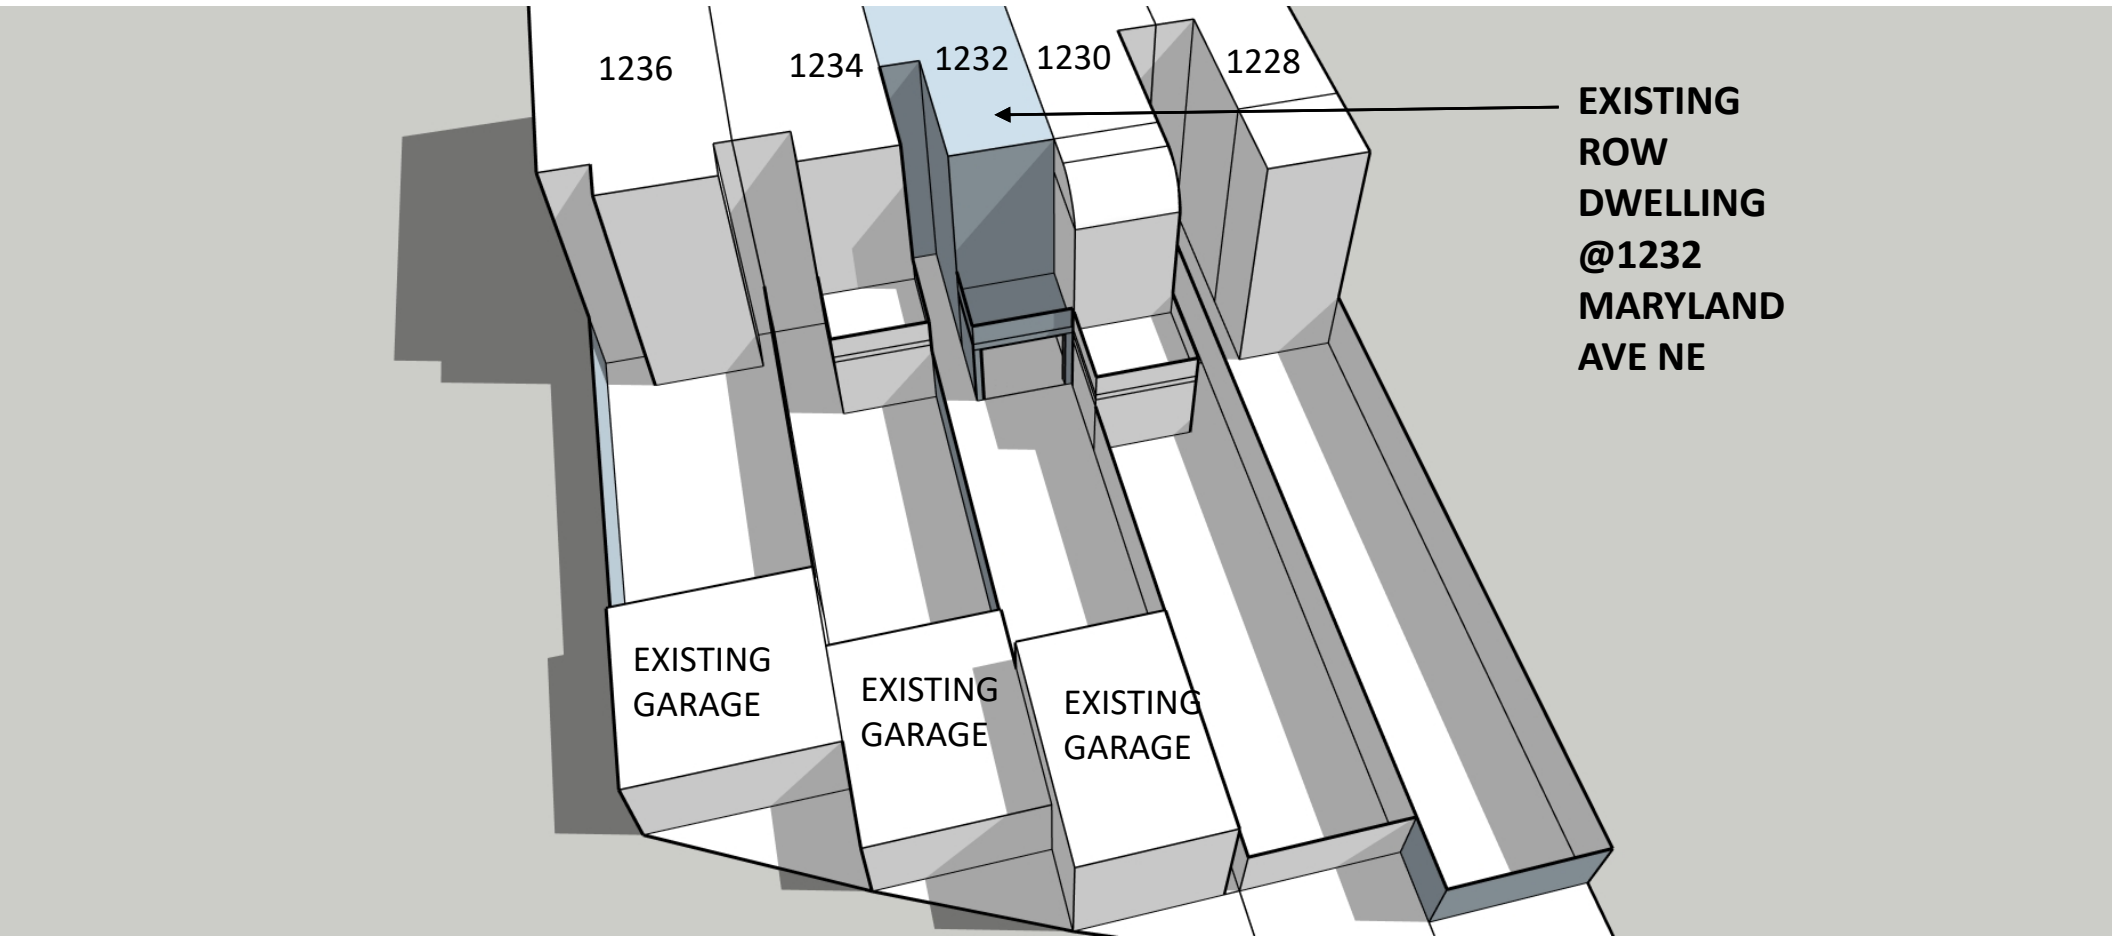 1236
1234
1232
1230
1228
EXISTING
ROW
DWELLING
@1232
MARYLAND
AVE NE
EXISTING
GARAGE
EXISTING
GARAGE
EXISTING
GARAGE